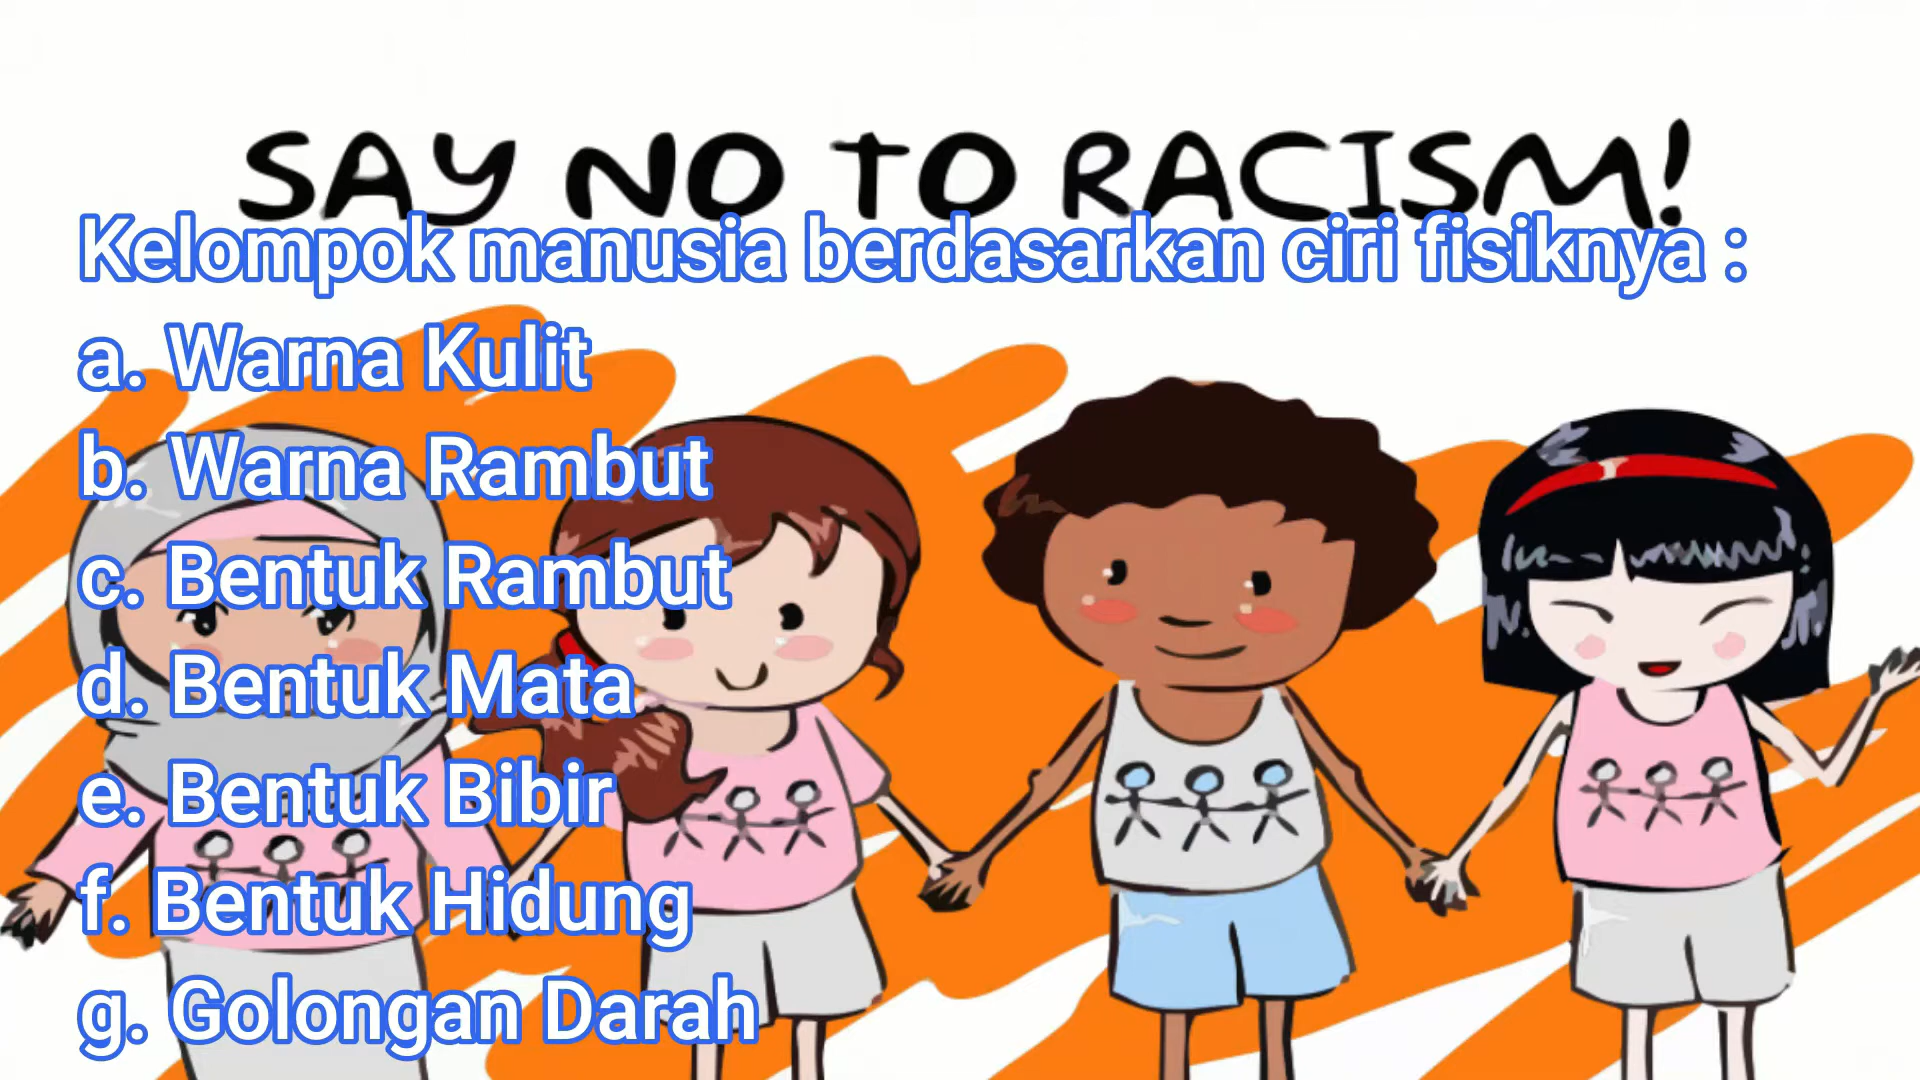 SAY NO TO RACISM!
Kelompok manusia berdasarkan ciri fisiknya :
a. Warna Kulit
b. Warna Rambut
c. Bentuk Rambut
d. Bentuk Mata
e. Bentuk Bibir
f. Bentuk Hidung
g. Golongan Darah